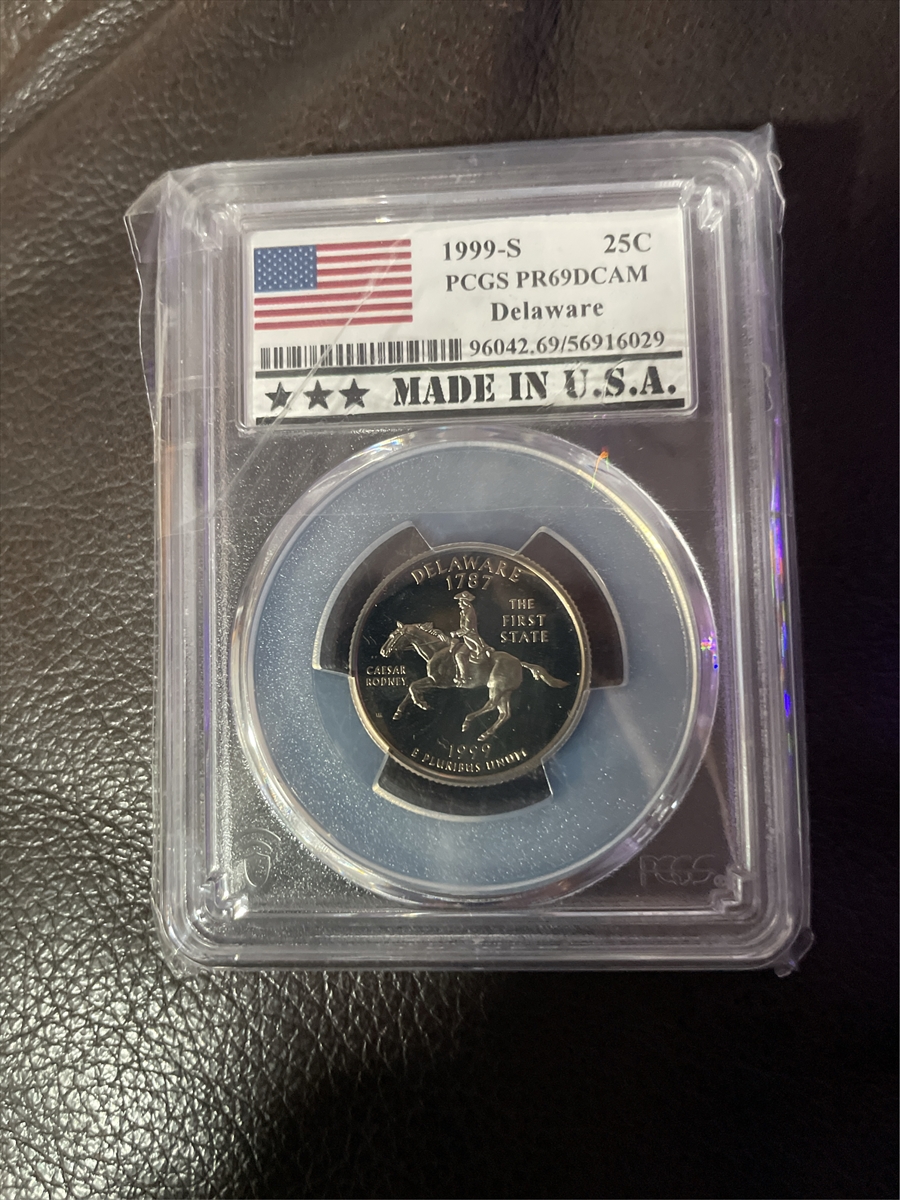 1999-S 25C
PCGS PR69DCAM
Delaware
96042.69/56916029
★★★ MADE IN U.S.A.
DELAWARE
1787
THE
FIRST
STATE
CAESAR
RODNEY
1999
E PLURIBUS UNUM
PCGS